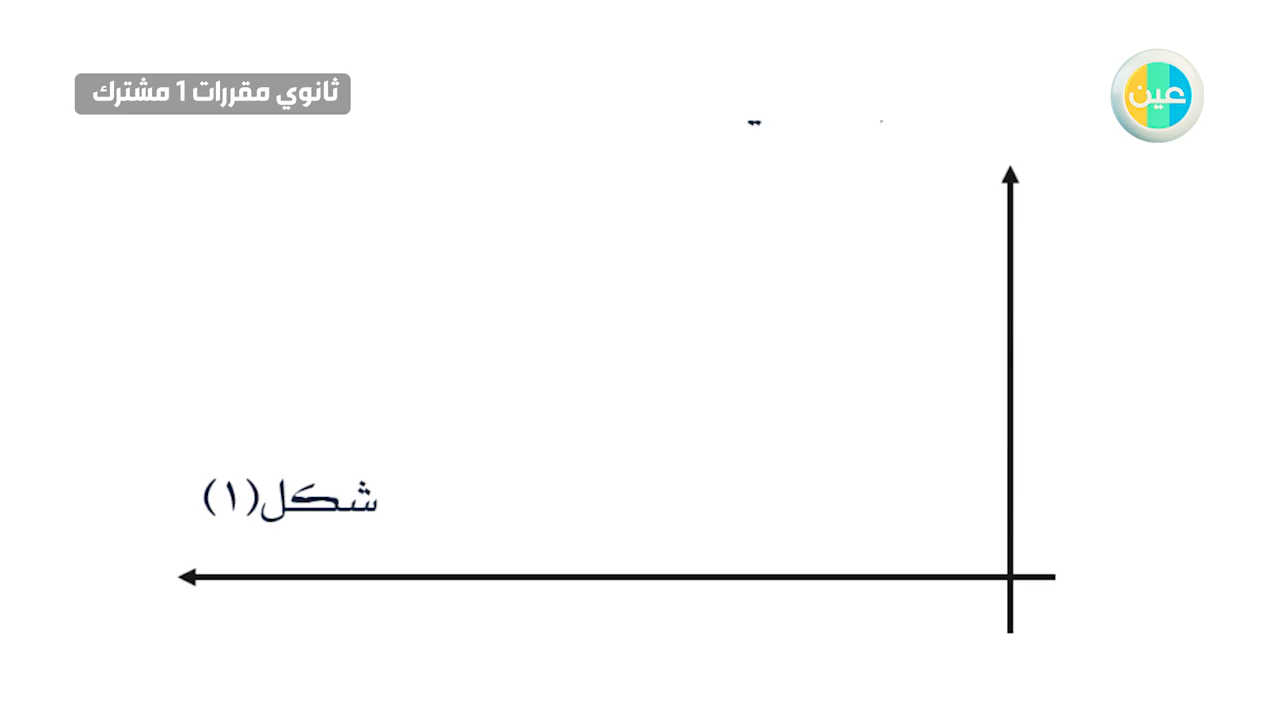 ثانوي مقررات 1 مشترك
عين
شكل(١)